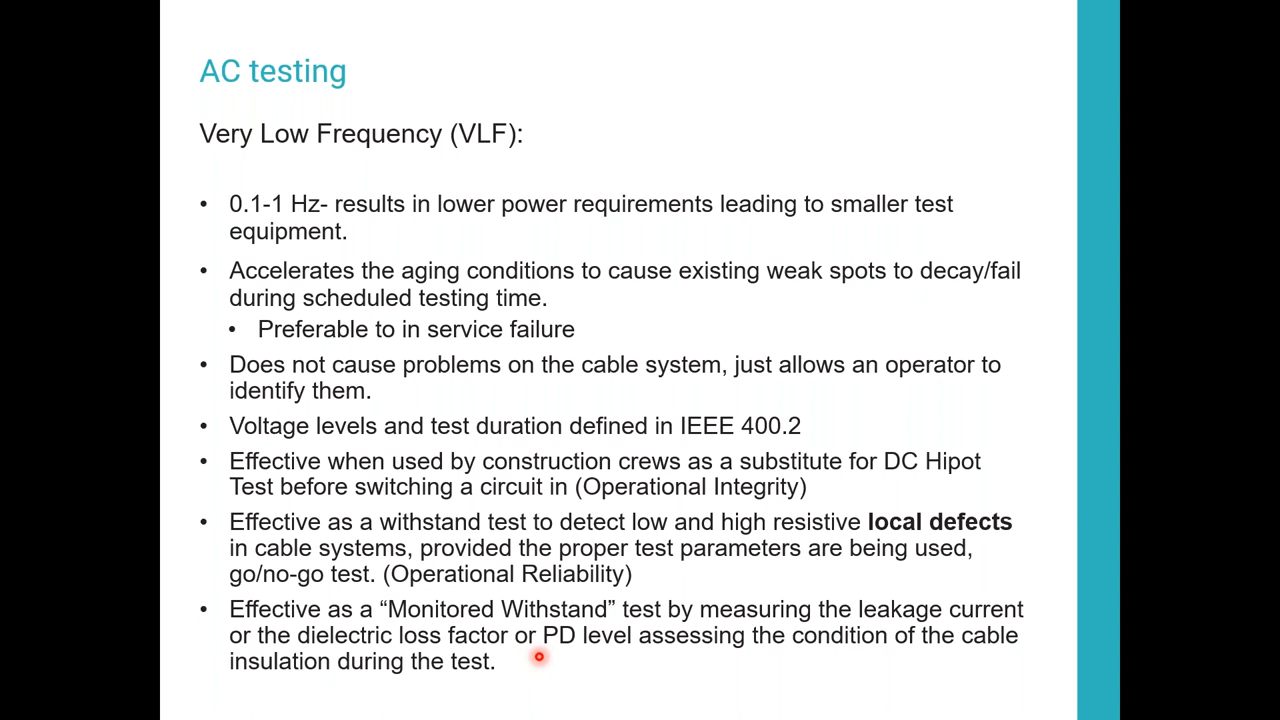 AC testing
Very Low Frequency (VLF):
• 0.1-1 Hz- results in lower power requirements leading to smaller test
equipment.
• Accelerates the aging conditions to cause existing weak spots to decay/fail
during scheduled testing time.
• Preferable to in service failure
• Does not cause problems on the cable system, just allows an operator to
identify them.
• Voltage levels and test duration defined in IEEE 400.2
• Effective when used by construction crews as a substitute for DC Hipot
Test before switching a circuit in (Operational Integrity)
• Effective as a withstand test to detect low and high resistive local defects
in cable systems, provided the proper test parameters are being used,
go/no-go test. (Operational Reliability)
• Effective as a “Monitored Withstand” test by measuring the leakage current
or the dielectric loss factor or PD level assessing the condition of the cable
insulation during the test.